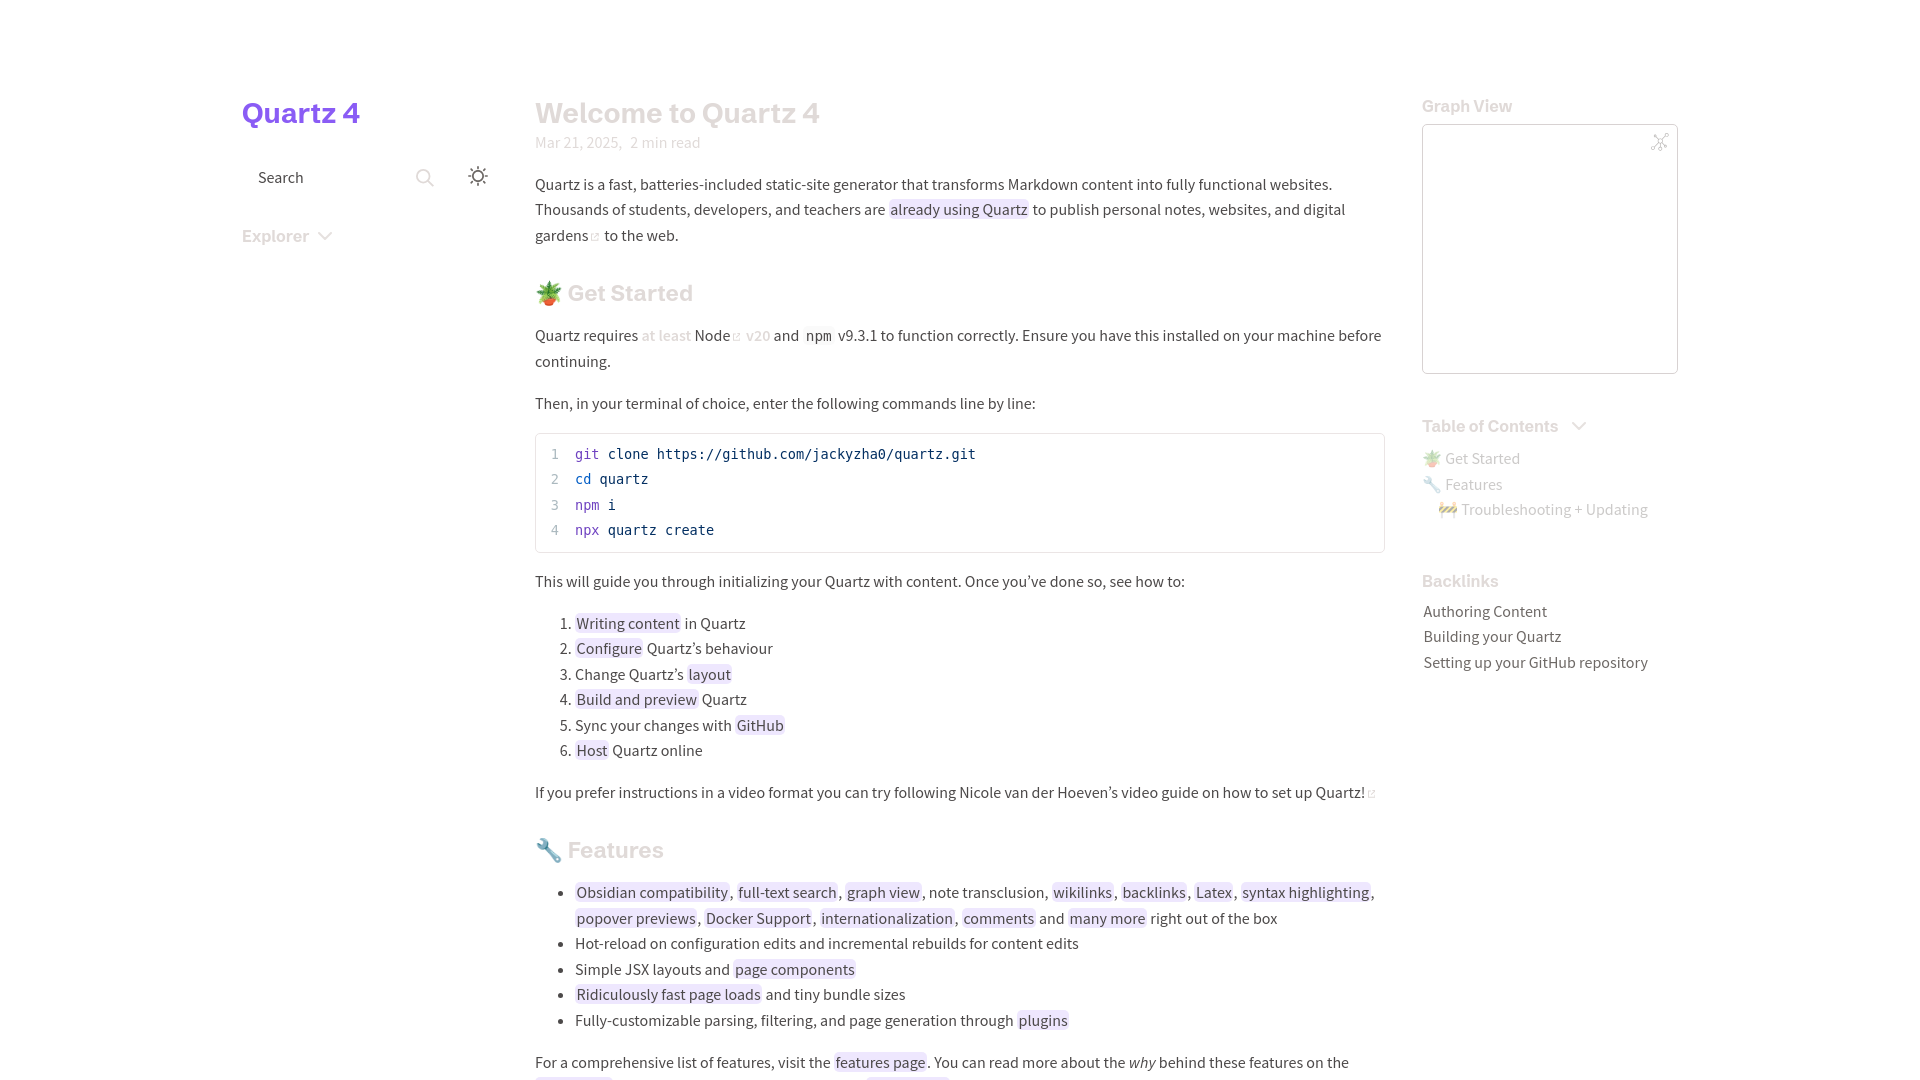 Quartz 4
Search
Explorer
Welcome to Quartz 4
Mar 21, 2025, 2 min read
Quartz is a fast, batteries-included static-site generator that transforms Markdown content into fully functional websites.
Thousands of students, developers, and teachers are already using Quartz to publish personal notes, websites, and digital
gardens to the web.
🪴 Get Started
Quartz requires at least Node v20 and npm v9.3.1 to function correctly. Ensure you have this installed on your machine before
continuing.
Then, in your terminal of choice, enter the following commands line by line:
1 git clone https://github.com/jackyzha0/quartz.git
2 cd quartz
3 npm i
4 npx quartz create
This will guide you through initializing your Quartz with content. Once you’ve done so, see how to:
1. Writing content in Quartz
2. Configure Quartz’s behaviour
3. Change Quartz’s layout
4. Build and preview Quartz
5. Sync your changes with GitHub
6. Host Quartz online
If you prefer instructions in a video format you can try following Nicole van der Hoeven’s video guide on how to set up Quartz!
🔧 Features
• Obsidian compatibility, full-text search, graph view, note transclusion, wikilinks, backlinks, Latex, syntax highlighting,
popover previews, Docker Support, internationalization, comments and many more right out of the box
• Hot-reload on configuration edits and incremental rebuilds for content edits
• Simple JSX layouts and page components
• Ridiculously fast page loads and tiny bundle sizes
• Fully-customizable parsing, filtering, and page generation through plugins
For a comprehensive list of features, visit the features page. You can read more about the why behind these features on the
Graph View
Table of Contents
🪴 Get Started
🔧 Features
🚧 Troubleshooting + Updating
Backlinks
Authoring Content
Building your Quartz
Setting up your GitHub repository